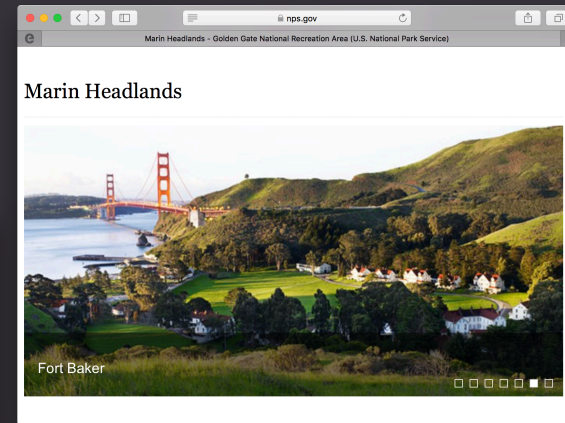 nps.gov
Marin Headlands - Golden Gate National Recreation Area (U.S. National Park Service)
Marin Headlands
Fort Baker